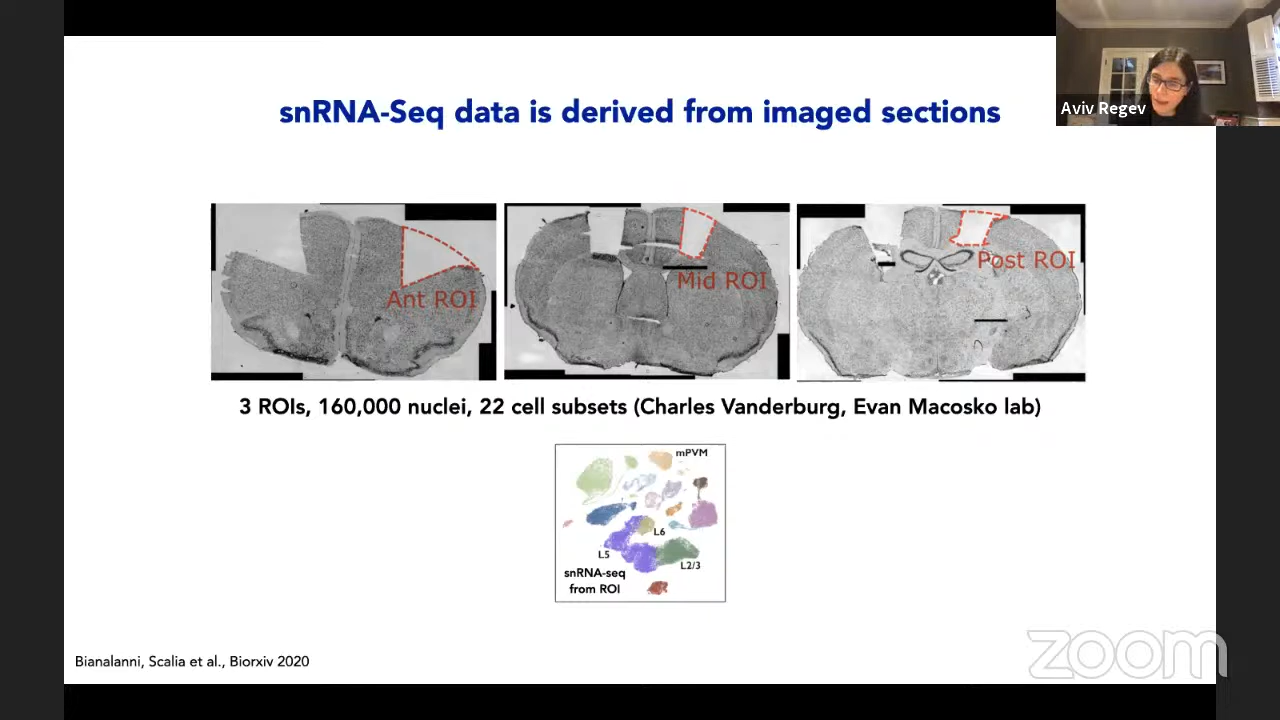 snRNA-Seq data is derived from imaged sections
Aviv Regev
Ant ROI
Mid ROI
Post ROI
3 ROIs, 160,000 nuclei, 22 cell subsets (Charles Vanderburg, Evan Macosko lab)
mPVM
L6
L5
L2/3
snRNA-seq
from ROI
Bianalanni, Scalia et al., Biorxiv 2020
zoom